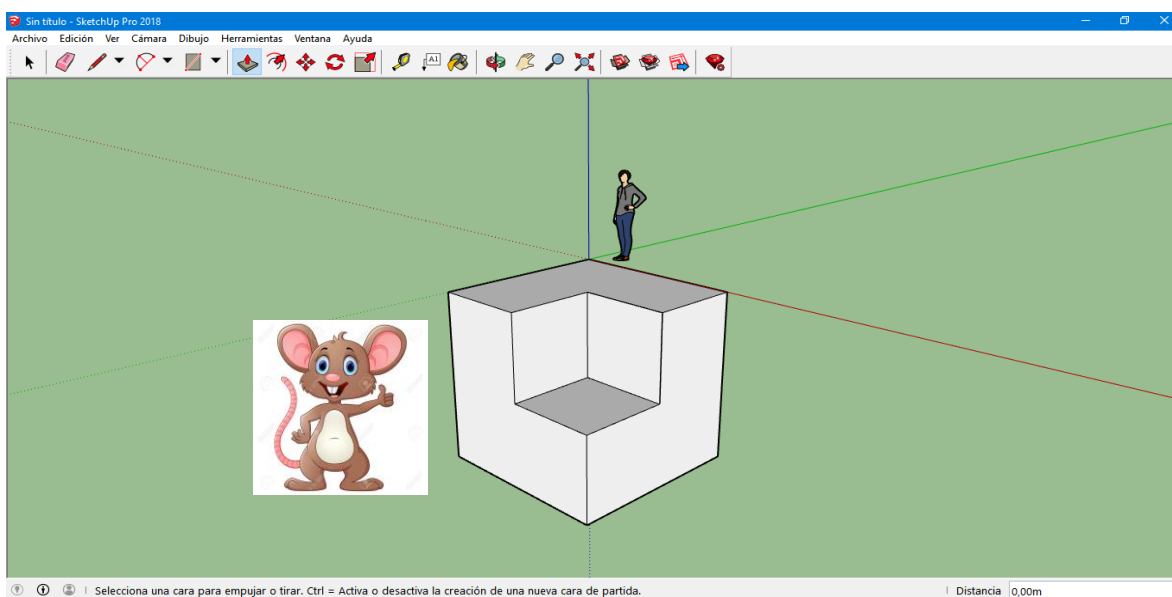 Sin título - SketchUp Pro 2018
Archivo Edición Ver Cámara Dibujo Herramientas Ventana Ayuda
A1
Selecciona una cara para empujar o tirar. Ctrl = Activa o desactiva la creación de una nueva cara de partida.
Distancia 0,00m